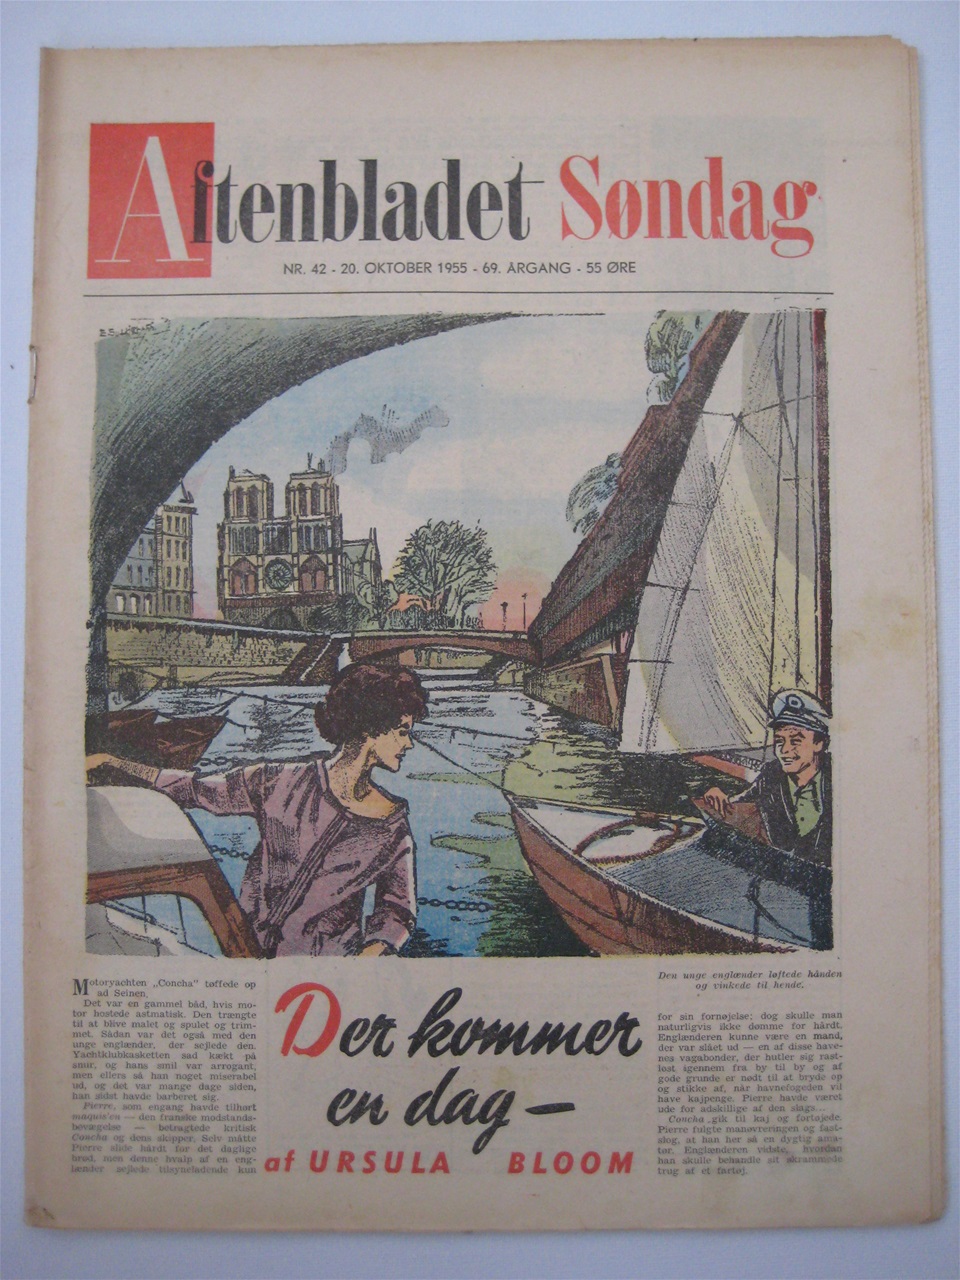 Aftenbladet Søndag
NR. 42 - 20. OKTOBER 1955 - 69. ÅRGANG - 55 ØRE
Motoryachten „Concha" tøffede op
ad Seinen.
Det var en gammel båd, hvis mo-
tor hostede astmatisk. Den trængte
til at blive malet og spulet og trim-
met. Sådan var det også med den
unge englænder, der sejlede den.
Yachtklubkasketten sad kækt på
snur, og hans smil var arrogant,
men ellers så han noget miserabel
ud, og det var mange dage siden,
han sidst havde barberet sig.
Pierre, som engang havde tilhørt
maquis'en — den franske modstands-
bevægelse — betragtede kritisk
Concha og dens skipper. Selv måtte
Pierre slide hårdt for det daglige
brød, men denne hvalp af en eng-
lænder sejlede tilsyneladende kun
Der kommer
en dag —
af URSULA BLOOM
Den unge englænder løftede hånden
og vinkede til hende.
for sin fornøjelse; dog skulle man
naturligvis ikke dømme for hårdt.
Englænderen kunne være en mand,
der var slået ud — en af disse havne-
nes vagabonder, der huller sig rast-
løst igennem fra by til by og af
gode grunde er nødt til at bryde op
og stikke af, når havnefogeden vil
have kajpenge. Pierre havde været
ude for adskillige af den slags...
Concha gik til kaj og fortøjede.
Pierre fulgte manøvreringen og fast-
slog, at han her så en dygtig ama-
tør. Englænderen vidste, hvordan
han skulle behandle sit skrammede
trug af et fartøj.